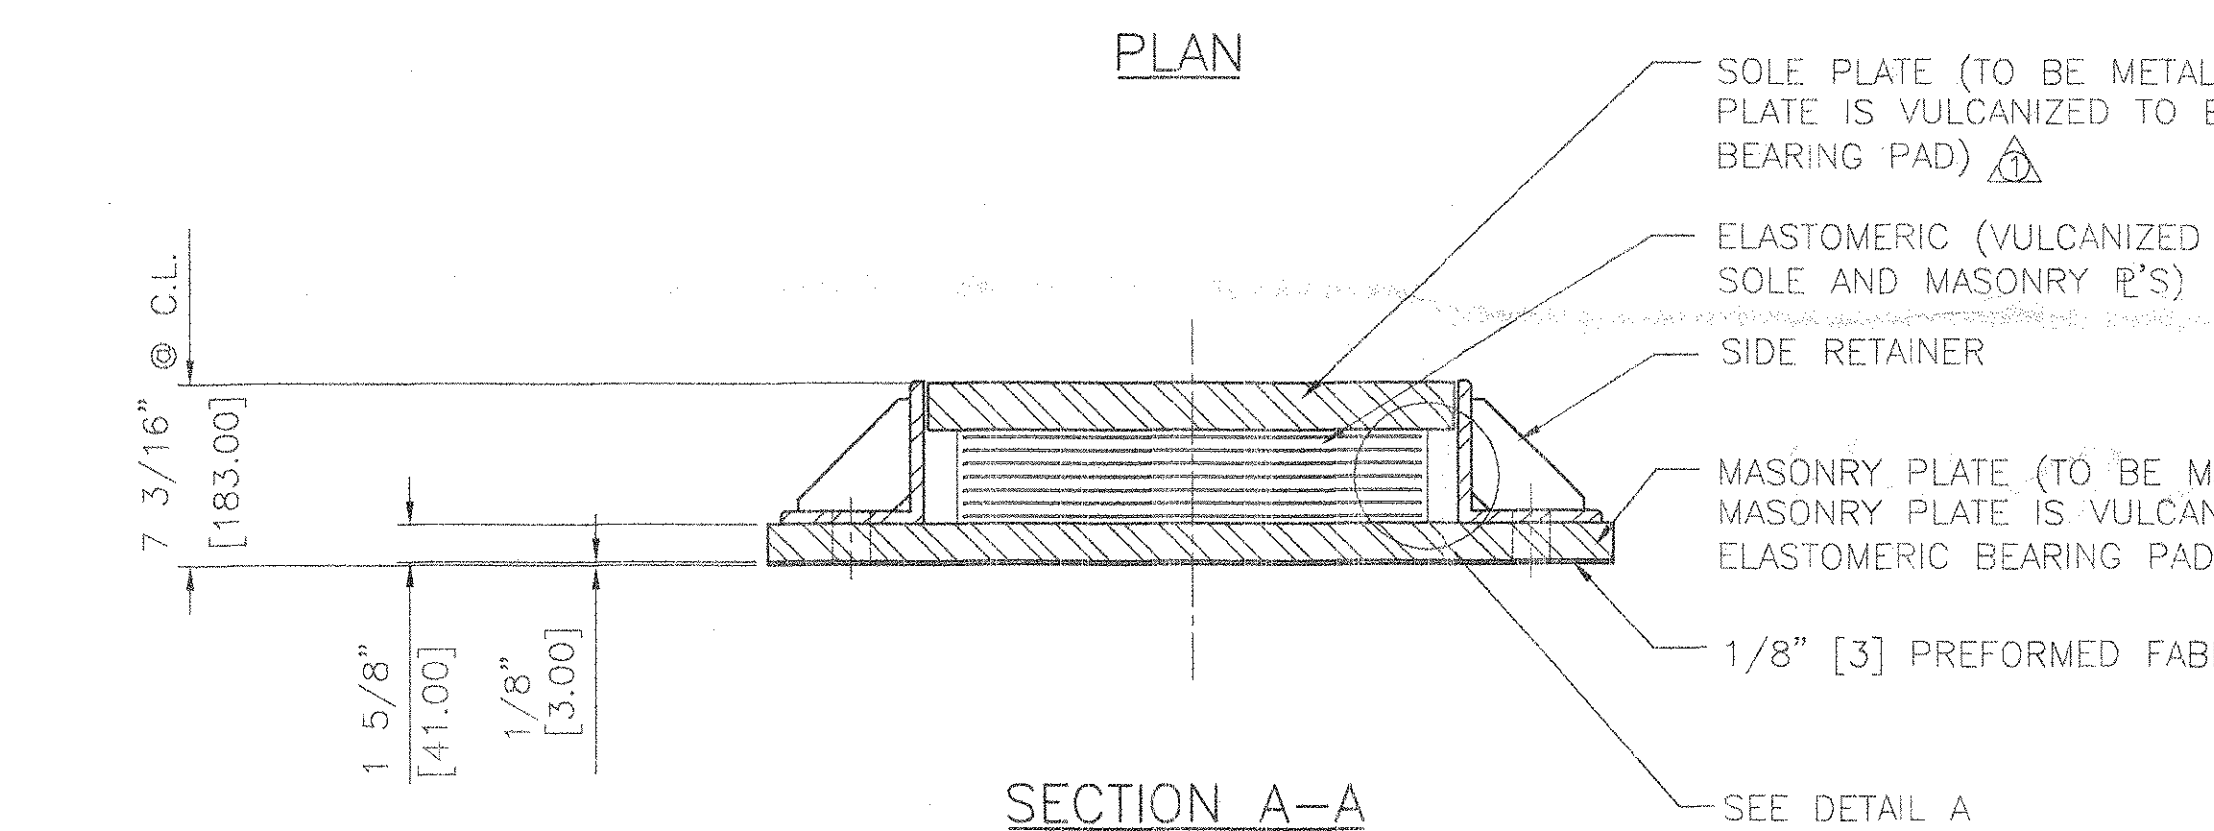 PLAN
SOLE PLATE (TO BE METAL
PLATE IS VULCANIZED TO
BEARING PAD) 1
ELASTOMERIC (VULCANIZED
SOLE AND MASONRY ⅊'S)
SIDE RETAINER
MASONRY PLATE (TO BE
MASONRY PLATE IS
ELASTOMERIC BEARING PAD
1/8" [3] PREFORMED
SEE DETAIL A
7 3/16" @ C.L.
[183.00]
1 5/8"
[41.00]
1/8"
[3.00]
SECTION A-A